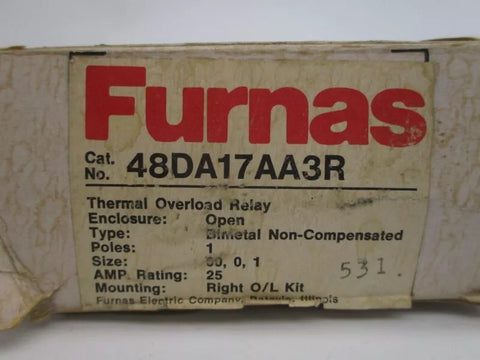 Furnas
Cat. No. 48DA17AA3R
Thermal Overload Relay
Enclosure: Open
Type: Bimetal Non-Compensated
Poles: 1
Size: 00, 0, 1
AMP. Rating: 25
Mounting: Right O/L Kit
531.
Furnas Electric Company, Batavia, Illinois